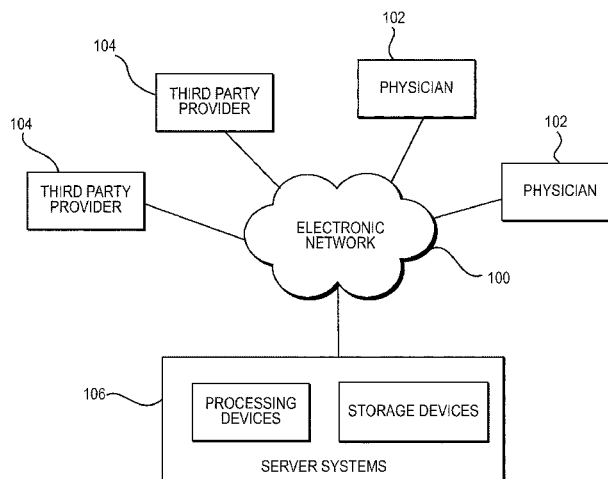 102
104
THIRD PARTY
PROVIDER
PHYSICIAN
104
102
THIRD PARTY
PROVIDER
PHYSICIAN
ELECTRONIC
NETWORK
100
106
PROCESSING
DEVICES
STORAGE DEVICES
SERVER SYSTEMS